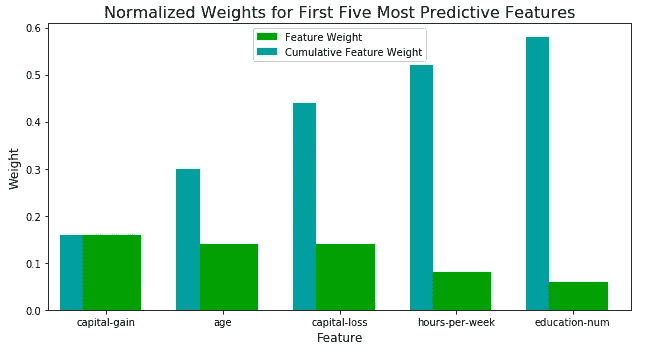 Normalized Weights for First Five Most Predictive Features
Feature Weight
Cumulative Feature Weight
0.6
0.5
0.4
0.3
0.2
0.1
0.0
Weight
capital-gain
age
capital-loss
hours-per-week
education-num
Feature